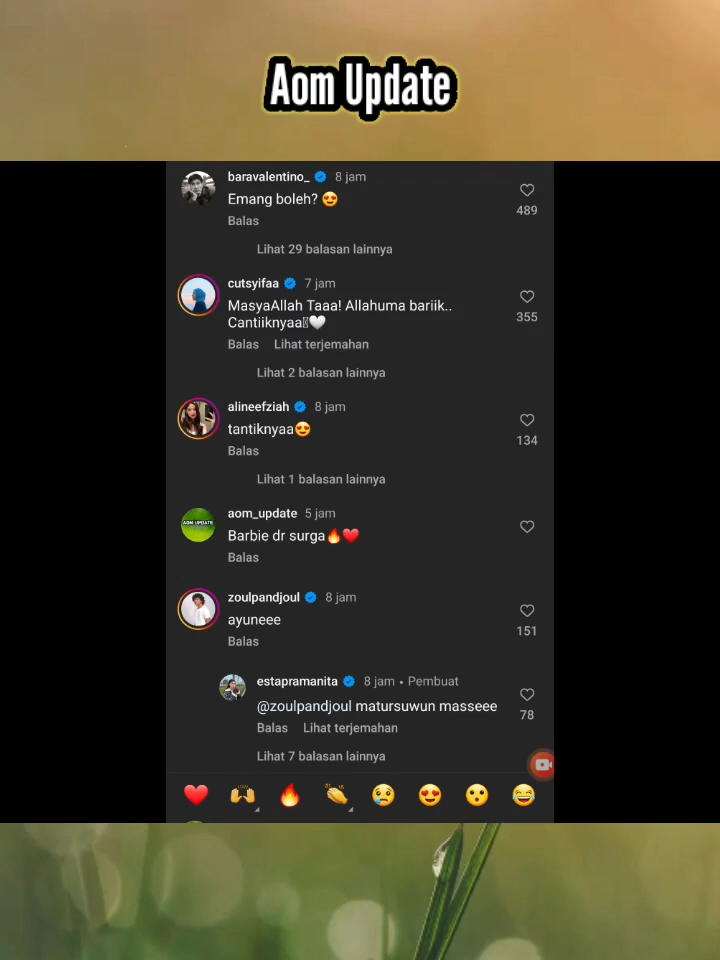 Aom Update
baravalentino_ 8 jam
Emang boleh? 😍
489
Balas
Lihat 29 balasan lainnya
cutsyifaa 7 jam
MasyaAllah Taaa! Allahuma bariik..
Cantiiknyaa🤍
355
Balas Lihat terjemahan
Lihat 2 balasan lainnya
alineefziah 8 jam
tantiknyaa😍
134
Balas
Lihat 1 balasan lainnya
AOM UPDATE
aom_update 5 jam
Barbie dr surga🔥❤️
Balas
zoulpandjoul 8 jam
ayuneee
151
Balas
estapramanita 8 jam • Pembuat
@zoulpandjoul matursuwun masseee
78
Balas Lihat terjemahan
Lihat 7 balasan lainnya